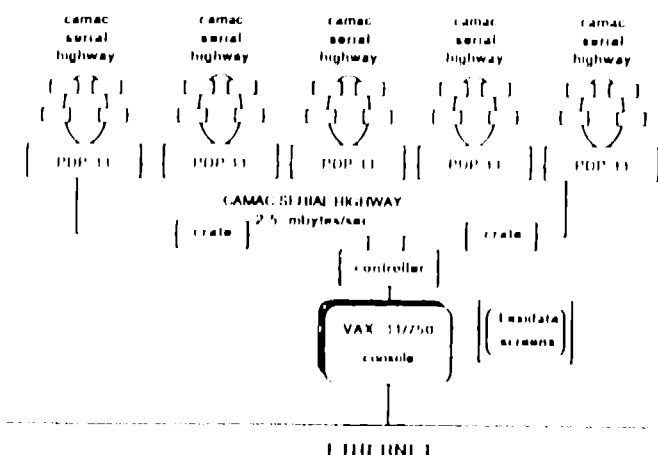 camac camac camac camac camac
serial serial serial serial serial
highway highway highway highway highway
PDP 11 PDP 11 PDP 11 PDP 11 PDP 11
CAMAC SERIAL HIGHWAY
2.5 mbytes/sec
crate crate
controller
VAX 11/750
console
Lexidata
screens
ETHERNET